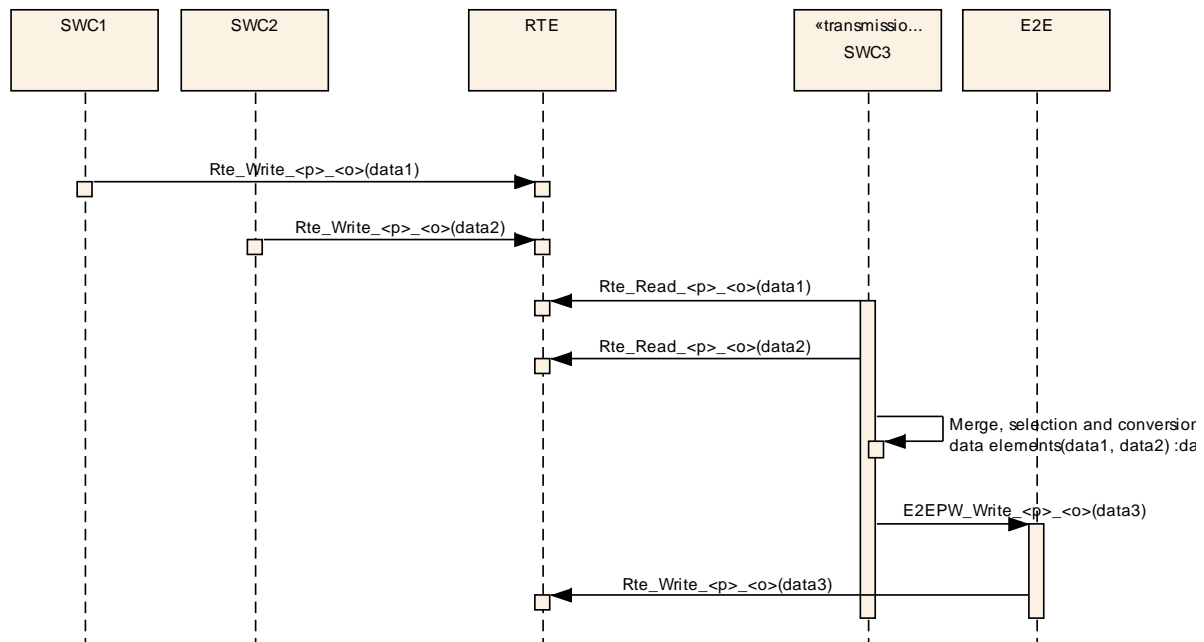 SWC1
SWC2
RTE
«transmissio...
SWC3
E2E
Rte_Write_<p>_<o>(data1)
Rte_Write_<p>_<o>(data2)
Rte_Read_<p>_<o>(data1)
Rte_Read_<p>_<o>(data2)
Merge, selection and conversion
data elements(data1, data2) :da
E2EPW_Write_<p>_<o>(data3)
Rte_Write_<p>_<o>(data3)